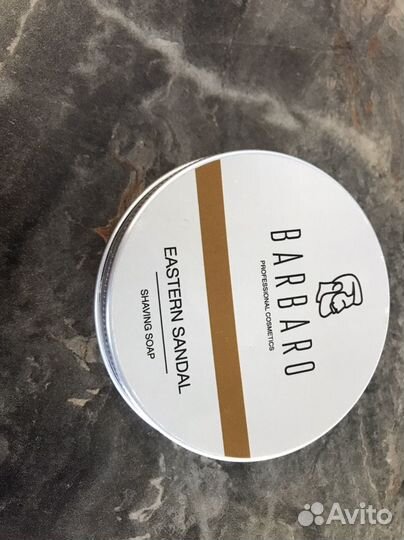 BARBARO
PROFESSIONAL COSMETICS
EASTERN SANDAL
SHAVING SOAP
Avito